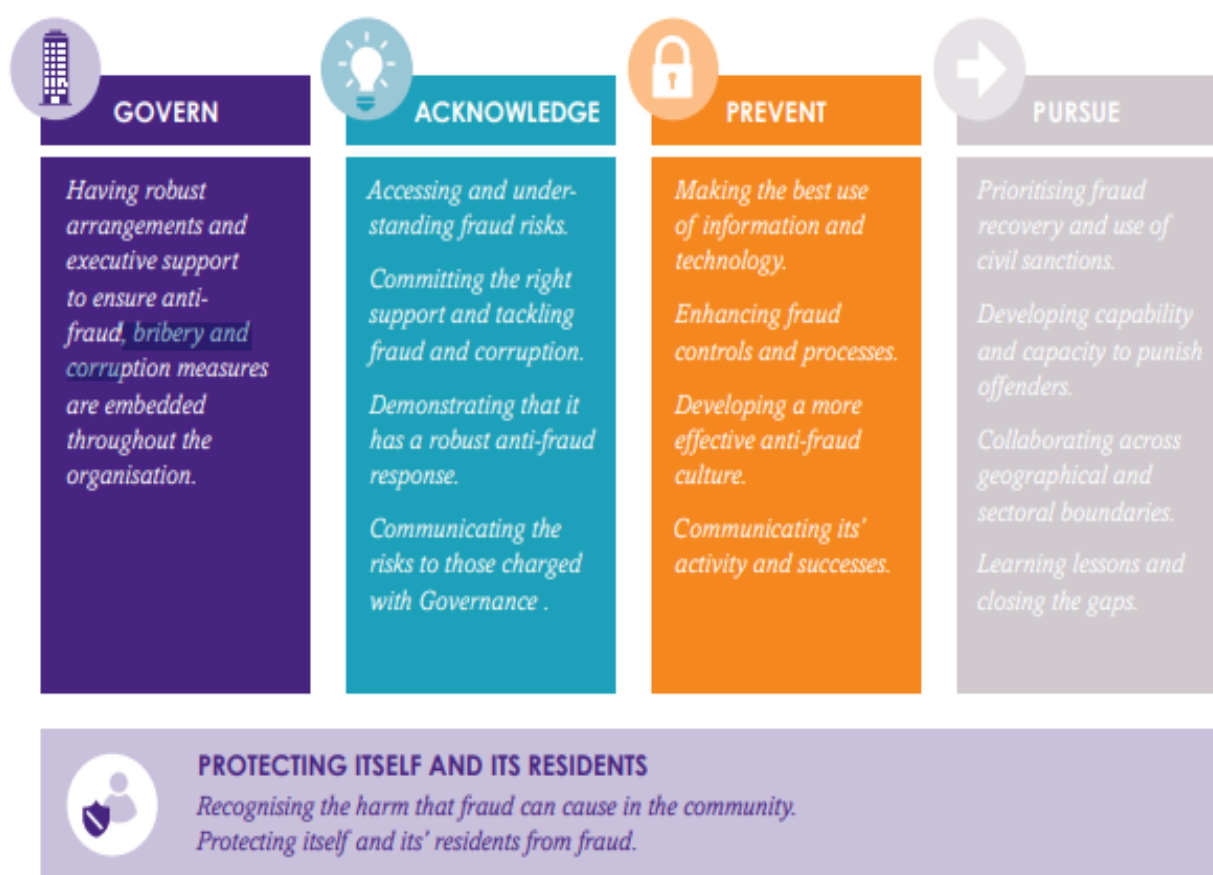 GOVERN
Having robust
arrangements and
executive support
to ensure anti-
fraud, bribery and
corruption measures
are embedded
throughout the
organisation.
ACKNOWLEDGE
Accessing and under-
standing fraud risks.
Committing the right
support and tackling
fraud and corruption.
Demonstrating that it
has a robust anti-fraud
response.
Communicating the
risks to those charged
with Governance .
PREVENT
Making the best use
of information and
technology.
Enhancing fraud
controls and processes.
Developing a more
effective anti-fraud
culture.
Communicating its’
activity and successes.
PURSUE
Prioritising fraud
recovery and use of
civil sanctions.
Developing capability
and capacity to punish
offenders.
Collaborating across
geographical and
sectoral boundaries.
Learning lessons and
closing the gaps.
PROTECTING ITSELF AND ITS RESIDENTS
Recognising the harm that fraud can cause in the community.
Protecting itself and its’ residents from fraud.